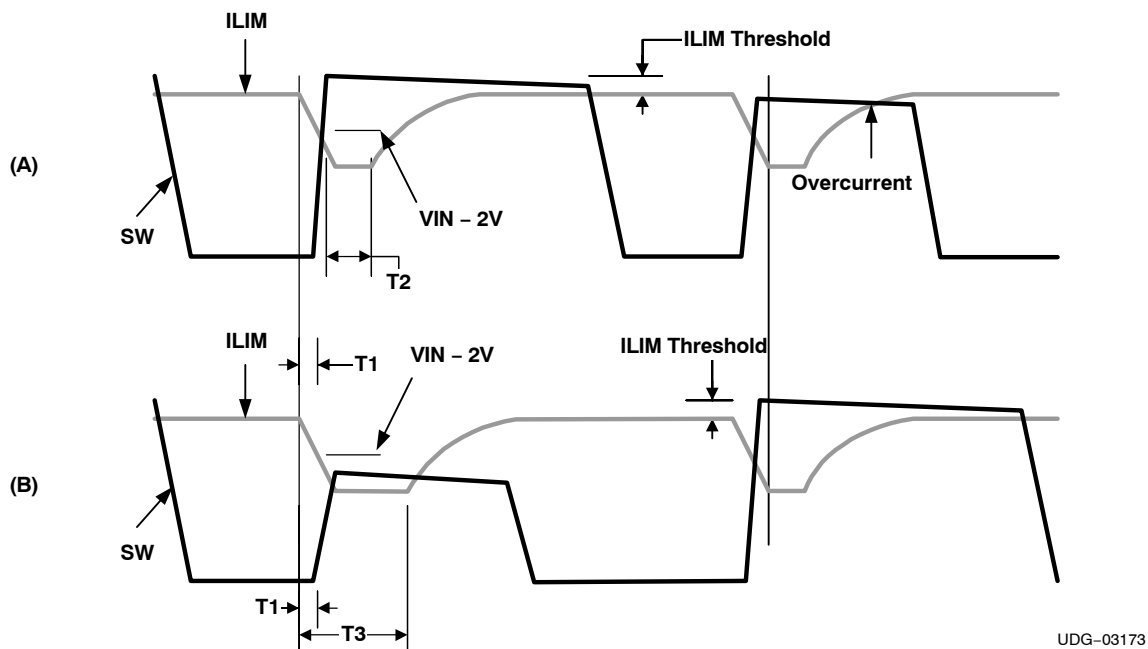 ILIM
ILIM Threshold
(A)
Overcurrent
VIN – 2V
SW
T2
ILIM
T1
VIN – 2V
ILIM Threshold
(B)
SW
T1
T3
UDG–03173